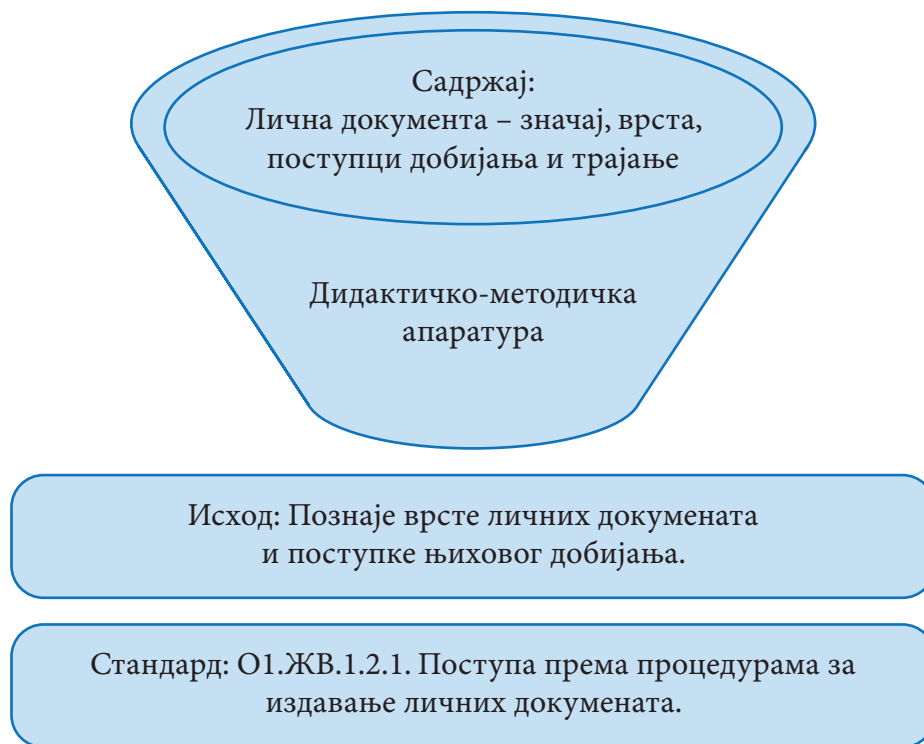 Садржај:
Лична документа – значај, врста,
поступци добијања и трајање
Дидактичко-методичка
апаратура
Исход: Познаје врсте личних докумената
и поступке њиховог добијања.
Стандард: О1.ЖВ.1.2.1. Поступа према процедурама за
издавање личних докумената.